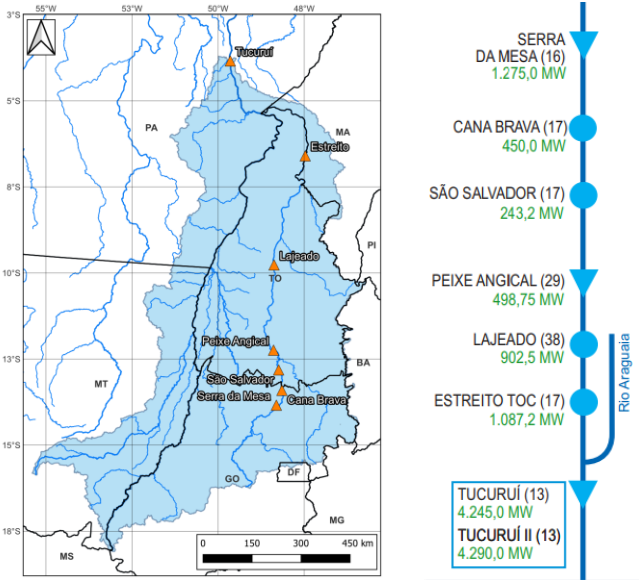 55°W
52°W
50°W
48°W
3°S
5°S
8°S
10°S
13°S
15°S
18°S
Tucuruí
PA
MA
Estreito
PI
Lajeado
TO
Peixe Angical
BA
São Salvador
MT
Serra da Mesa
Cana Brava
GO
DF
MG
MS
0 150 300 450 km
SERRA
DA MESA (16)
1.275,0 MW
CANA BRAVA (17)
450,0 MW
SÃO SALVADOR (17)
243,2 MW
PEIXE ANGICAL (29)
498,75 MW
LAJEADO (38)
902,5 MW
ESTREITO TOC (17)
1.087,2 MW
Rio Araguaia
TUCURUÍ (13)
4.245,0 MW
TUCURUÍ II (13)
4.290,0 MW